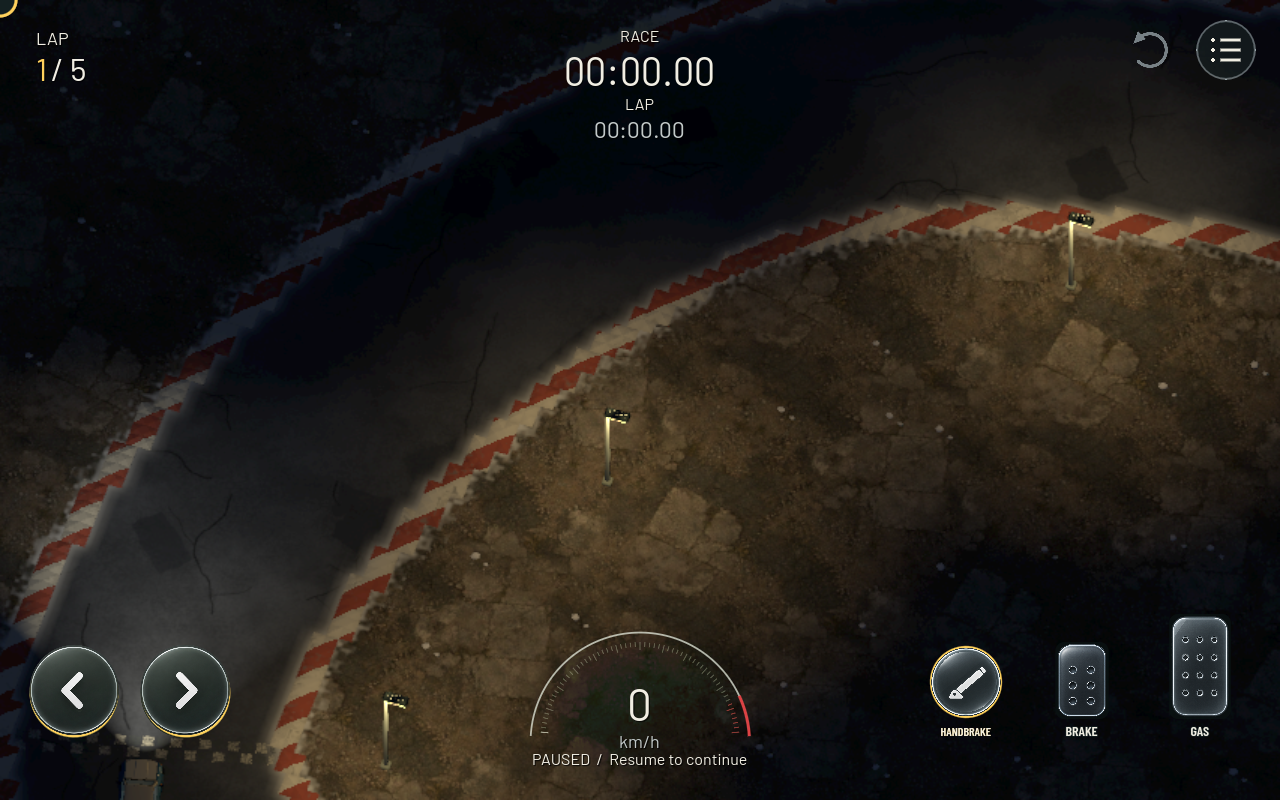 LAP
1/ 5
RACE
00:00.00
LAP
00:00.00
0
km/h
PAUSED / Resume to continue
HANDBRAKE
BRAKE
GAS